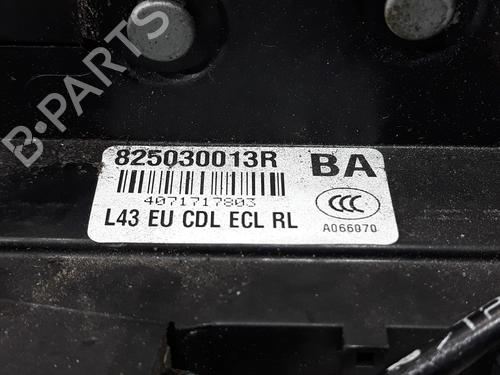 B-PARTS
825030013R BA
4071717803
CCC
L43 EU CDL ECL RL A066070